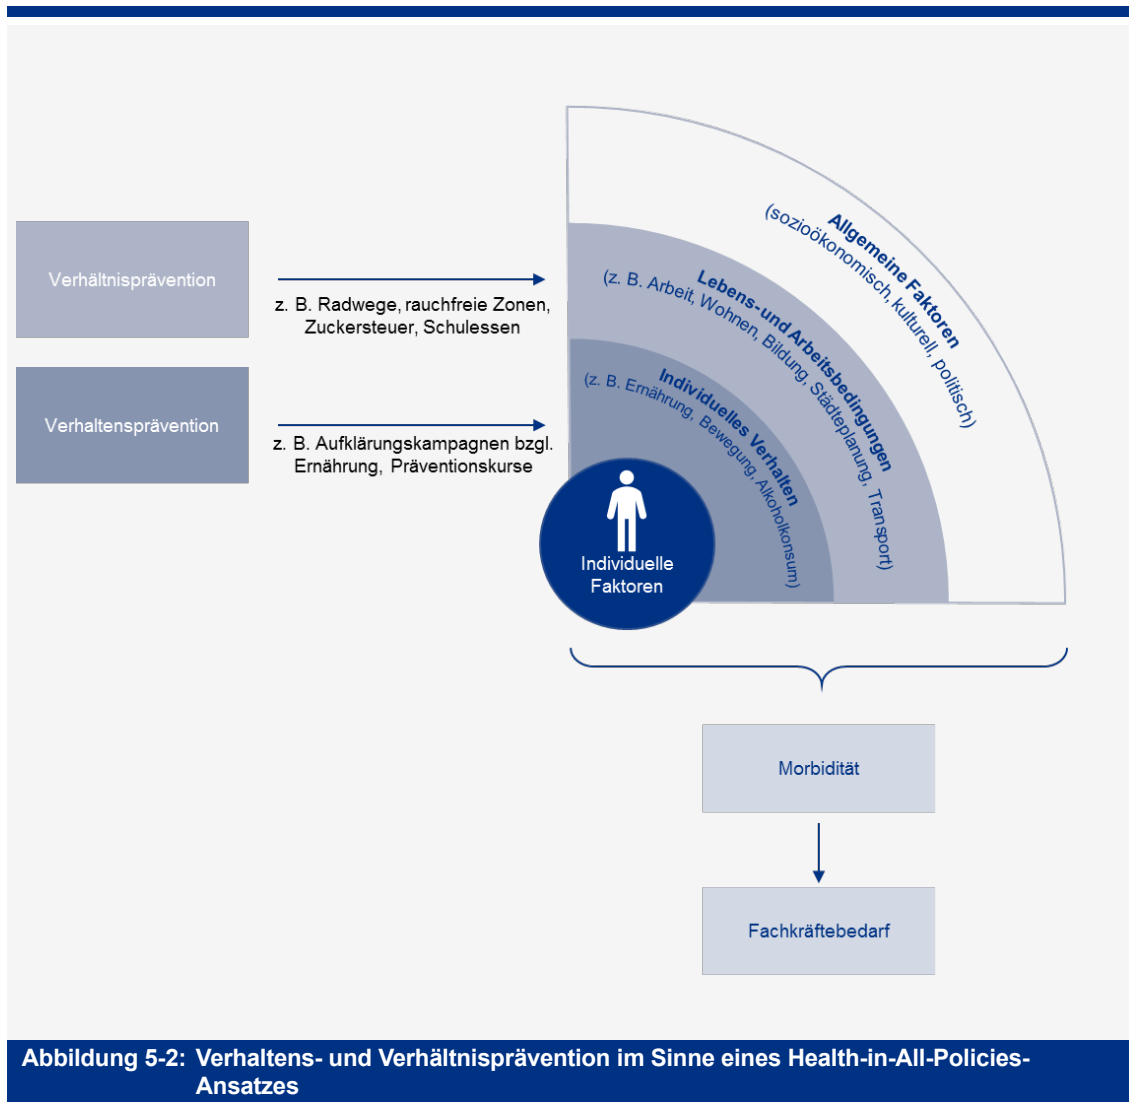 Verhältnisprävention
z. B. Radwege, rauchfreie Zonen,
Zuckersteuer, Schulessen
Verhaltensprävention
z. B. Aufklärungskampagnen bzgl.
Ernährung, Präventionskurse
Allgemeine Faktoren
(sozioökonomisch, kulturell, politisch)
Lebens-und Arbeitsbedingungen
(z. B. Arbeit, Wohnen, Bildung, Städteplanung, Transport)
Individuelles Verhalten
(z. B. Ernährung, Bewegung, Alkoholkonsum)
Individuelle
Faktoren
Morbidität
Fachkräftebedarf
Abbildung 5-2: Verhaltens- und Verhältnisprävention im Sinne eines Health-in-All-Policies-
Ansatzes